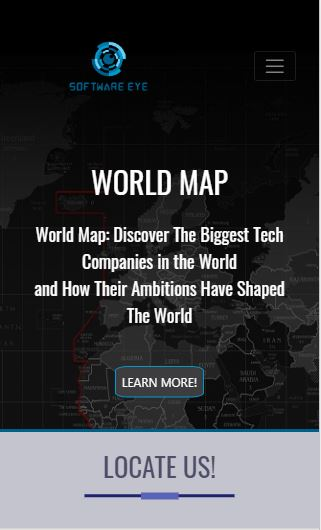 SOFTWARE EYE
WORLD MAP
World Map: Discover The Biggest Tech
Companies in the World
and How Their Ambitions Have Shaped
The World
LEARN MORE!
LOCATE US!